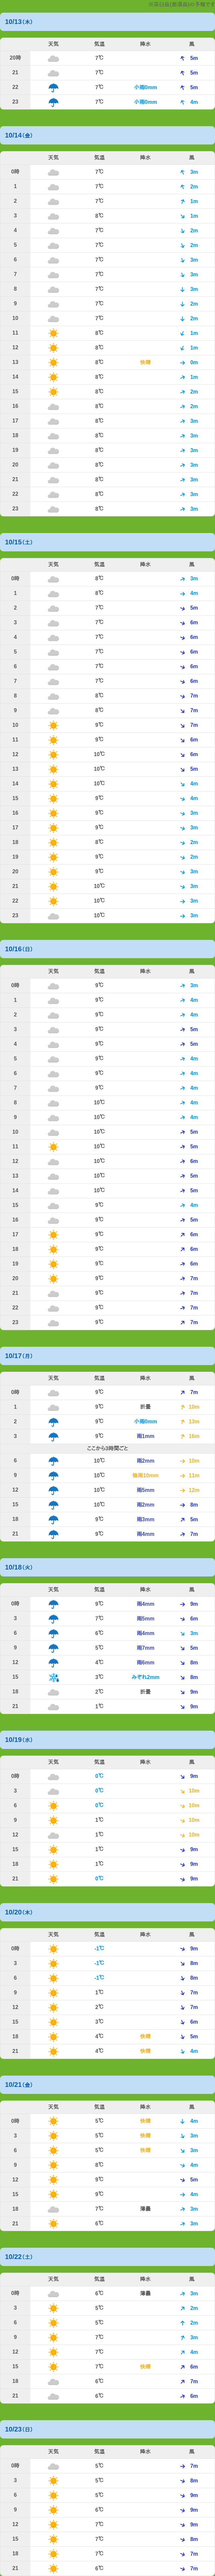 10/13(木)
天気 気温 降水 風
20時 7℃ 5m
21 7℃ 5m
22 7℃ 小雨0mm 5m
23 7℃ 小雨0mm 4m
10/14(金)
天気 気温 降水 風
0時 7℃ 3m
1 7℃ 2m
2 7℃ 1m
3 8℃ 1m
4 7℃ 2m
5 7℃ 2m
6 7℃ 3m
7 7℃ 3m
8 7℃ 3m
9 7℃ 2m
10 7℃ 2m
11 8℃ 1m
12 8℃ 1m
13 8℃ 快晴 0m
14 8℃ 1m
15 8℃ 2m
16 8℃ 2m
17 8℃ 3m
18 8℃ 3m
19 8℃ 3m
20 8℃ 3m
21 8℃ 3m
22 8℃ 3m
23 8℃ 3m
10/15(土)
天気 気温 降水 風
0時 8℃ 3m
1 8℃ 4m
2 7℃ 5m
3 7℃ 6m
4 7℃ 6m
5 7℃ 6m
6 7℃ 6m
7 7℃ 6m
8 8℃ 7m
9 8℃ 7m
10 9℃ 7m
11 9℃ 6m
12 10℃ 6m
13 10℃ 5m
14 10℃ 4m
15 9℃ 4m
16 9℃ 3m
17 9℃ 3m
18 8℃ 2m
19 9℃ 2m
20 9℃ 3m
21 10℃ 3m
22 10℃ 3m
23 10℃ 3m
10/16(日)
天気 気温 降水 風
0時 9℃ 3m
1 9℃ 4m
2 9℃ 4m
3 9℃ 5m
4 9℃ 5m
5 9℃ 4m
6 9℃ 4m
7 9℃ 4m
8 10℃ 4m
9 10℃ 4m
10 10℃ 5m
11 10℃ 5m
12 10℃ 6m
13 10℃ 5m
14 10℃ 5m
15 9℃ 4m
16 9℃ 5m
17 9℃ 6m
18 9℃ 6m
19 9℃ 6m
20 9℃ 7m
21 9℃ 7m
22 9℃ 7m
23 9℃ 7m
10/17(月)
天気 気温 降水 風
0時 9℃ 7m
1 9℃ 折曇 10m
2 9℃ 小雨0mm 12m
3 9℃ 雨1mm 10m
ここから3時間ごと
6 10℃ 雨2mm 10m
9 10℃ 強雨10mm 11m
12 10℃ 雨5mm 12m
15 10℃ 雨2mm 8m
18 9℃ 雨3mm 5m
21 9℃ 雨4mm 7m
10/18(火)
天気 気温 降水 風
0時 9℃ 雨4mm 9m
3 7℃ 雨5mm 6m
6 6℃ 雨4mm 3m
9 5℃ 雨7mm 5m
12 4℃ 雨6mm 8m
15 3℃ みぞれ2mm 8m
18 2℃ 折曇 9m
21 1℃ 9m
10/19(水)
天気 気温 降水 風
0時 0℃ 9m
3 0℃ 10m
6 0℃ 10m
9 1℃ 10m
12 1℃ 10m
15 1℃ 9m
18 1℃ 9m
21 0℃ 9m
10/20(木)
天気 気温 降水 風
0時 -1℃ 9m
3 -1℃ 8m
6 -1℃ 8m
9 1℃ 7m
12 2℃ 7m
15 3℃ 6m
18 4℃ 快晴 5m
21 4℃ 快晴 4m
10/21(金)
天気 気温 降水 風
0時 5℃ 快晴 4m
3 5℃ 快晴 3m
6 5℃ 快晴 3m
9 8℃ 4m
12 9℃ 5m
15 9℃ 4m
18 7℃ 薄曇 3m
21 6℃ 3m
10/22(土)
天気 気温 降水 風
0時 6℃ 薄曇 3m
3 5℃ 2m
6 5℃ 2m
9 7℃ 3m
12 7℃ 4m
15 7℃ 快晴 6m
18 6℃ 7m
21 6℃ 6m
10/23(日)
天気 気温 降水 風
0時 5℃ 7m
3 5℃ 8m
6 5℃ 9m
9 6℃ 9m
12 7℃ 9m
15 7℃ 8m
18 7℃ 7m
21 6℃ 7m